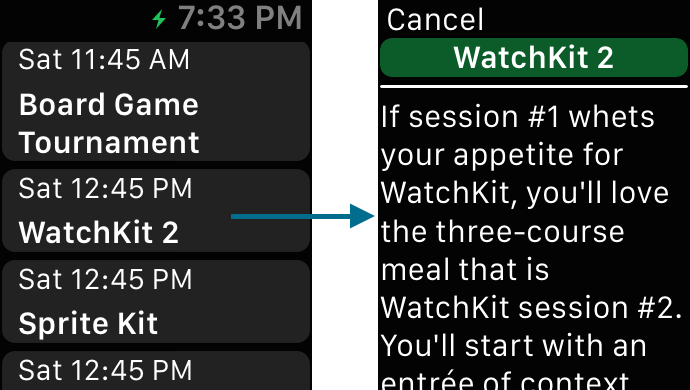 7:33 PM
Sat 11:45 AM
Board Game
Tournament
Sat 12:45 PM
WatchKit 2
Sat 12:45 PM
Sprite Kit
Sat 12:45 PM
Cancel
WatchKit 2
If session #1 whets
your appetite for
WatchKit, you'll love
the three-course
meal that is
WatchKit session #2.
You'll start with an
entrée of context